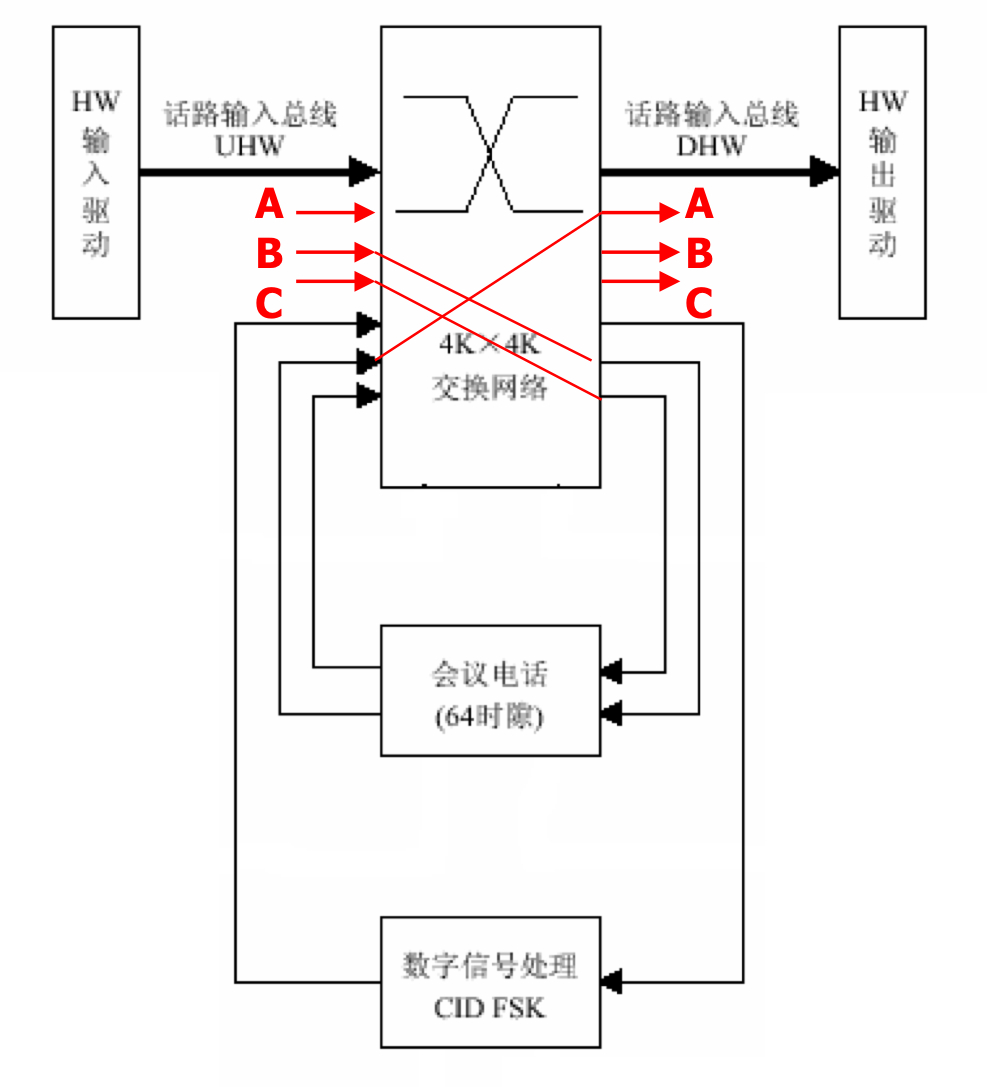 HW
输
入
驱
动
话路输入总线
UHW
话路输入总线
DHW
HW
输
出
驱
动
A
B
C
A
B
C
4K×4K
交换网络
会议电话
(64时隙)
数字信号处理
CID FSK